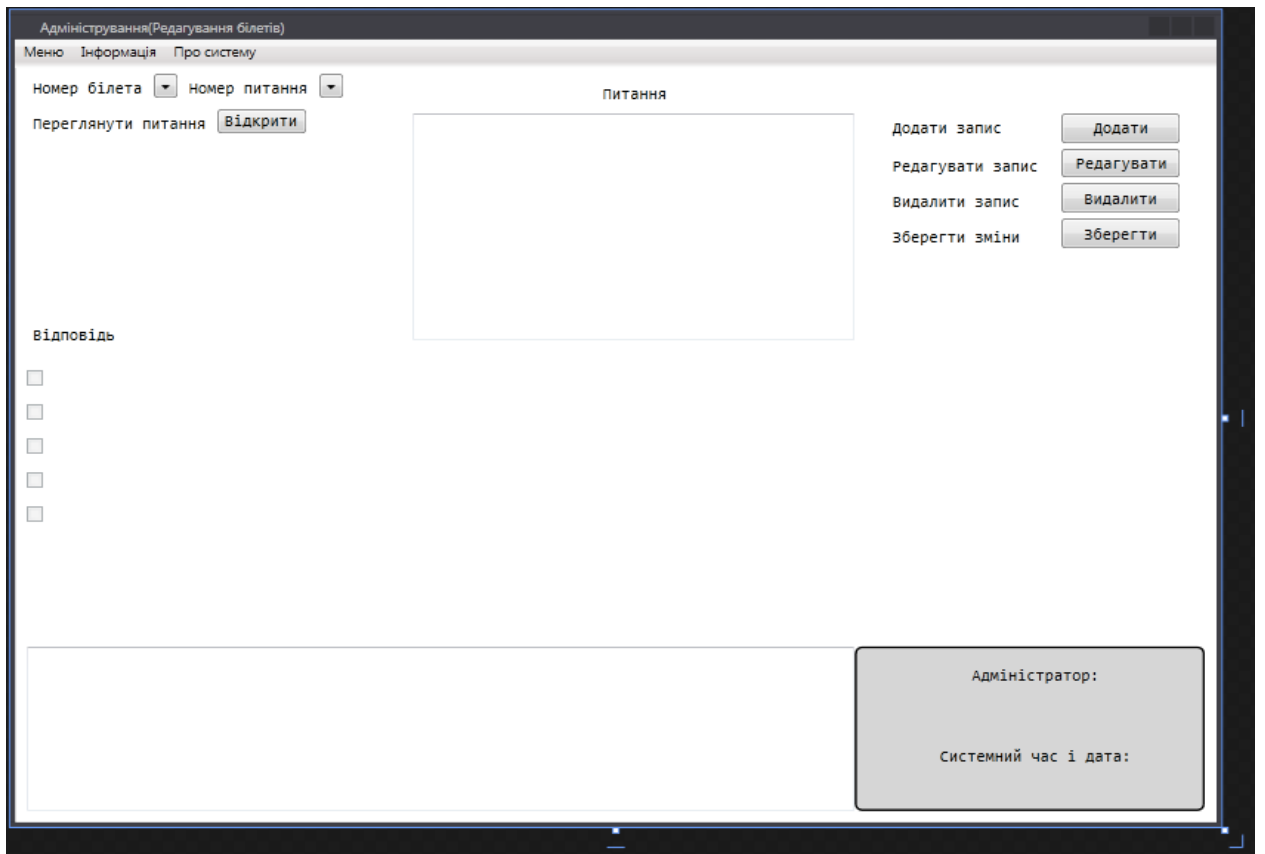 Адміністрування(Редагування білетів)
Меню Інформація Про систему
Номер білета Номер питання
Питання
Переглянути питання Відкрити
Додати запис Додати
Редагувати запис Редагувати
Видалити запис Видалити
Зберегти зміни Зберегти
Відповідь
Адміністратор:
Системний час і дата: